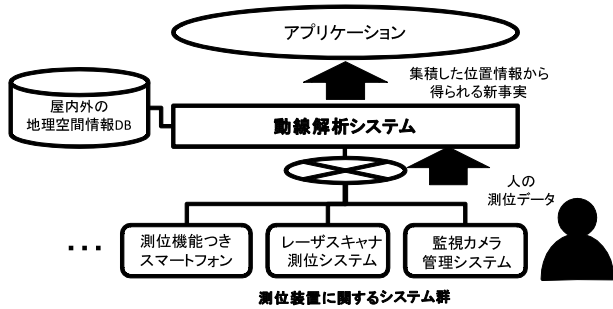 アプリケーション
集積した位置情報から
得られる新事実
屋内外の
地理空間情報DB
動線解析システム
人の
測位データ
...
測位機能つき
スマートフォン
レーザスキャナ
測位システム
監視カメラ
管理システム
測位装置に関するシステム群